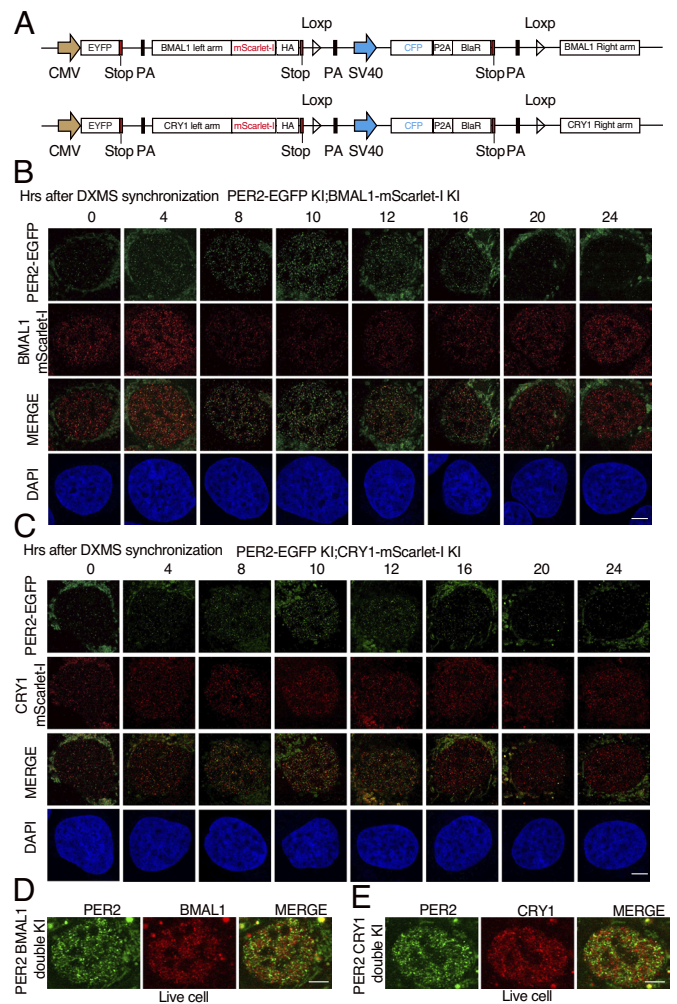 A
Loxp Loxp
EYFP BMAL1 left arm mScarlet-I HA CFP P2A BlaR BMAL1 Right arm
CMV Stop PA Stop PA SV40 Stop PA
Loxp Loxp
EYFP CRY1 left arm mScarlet-I HA CFP P2A BlaR CRY1 Right arm
CMV Stop PA Stop PA SV40 Stop PA
B
Hrs after DXMS synchronization PER2-EGFP KI;BMAL1-mScarlet-I KI
0 4 8 10 12 16 20 24
PER2-EGFP
BMAL1
mScarlet-I
MERGE
DAPI
C
Hrs after DXMS synchronization PER2-EGFP KI;CRY1-mScarlet-I KI
0 4 8 10 12 16 20 24
PER2-EGFP
CRY1
mScarlet-I
MERGE
DAPI
D
PER2 BMAL1 MERGE
PER2 BMAL1
double KI
Live cell
E
PER2 CRY1 MERGE
PER2 CRY1
double KI
Live cell